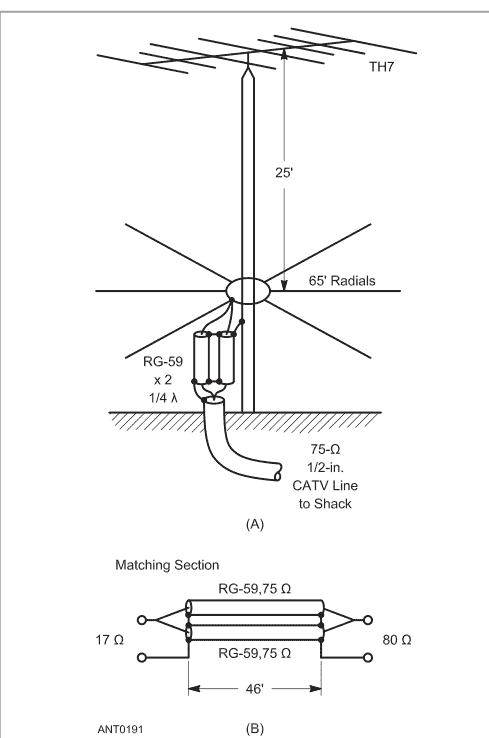 TH7
25'
65' Radials
RG-59
x 2
1/4 λ
75-Ω
1/2-in.
CATV Line
to Shack
(A)
Matching Section
RG-59,75 Ω
17 Ω
80 Ω
RG-59,75 Ω
46'
ANT0191
(B)